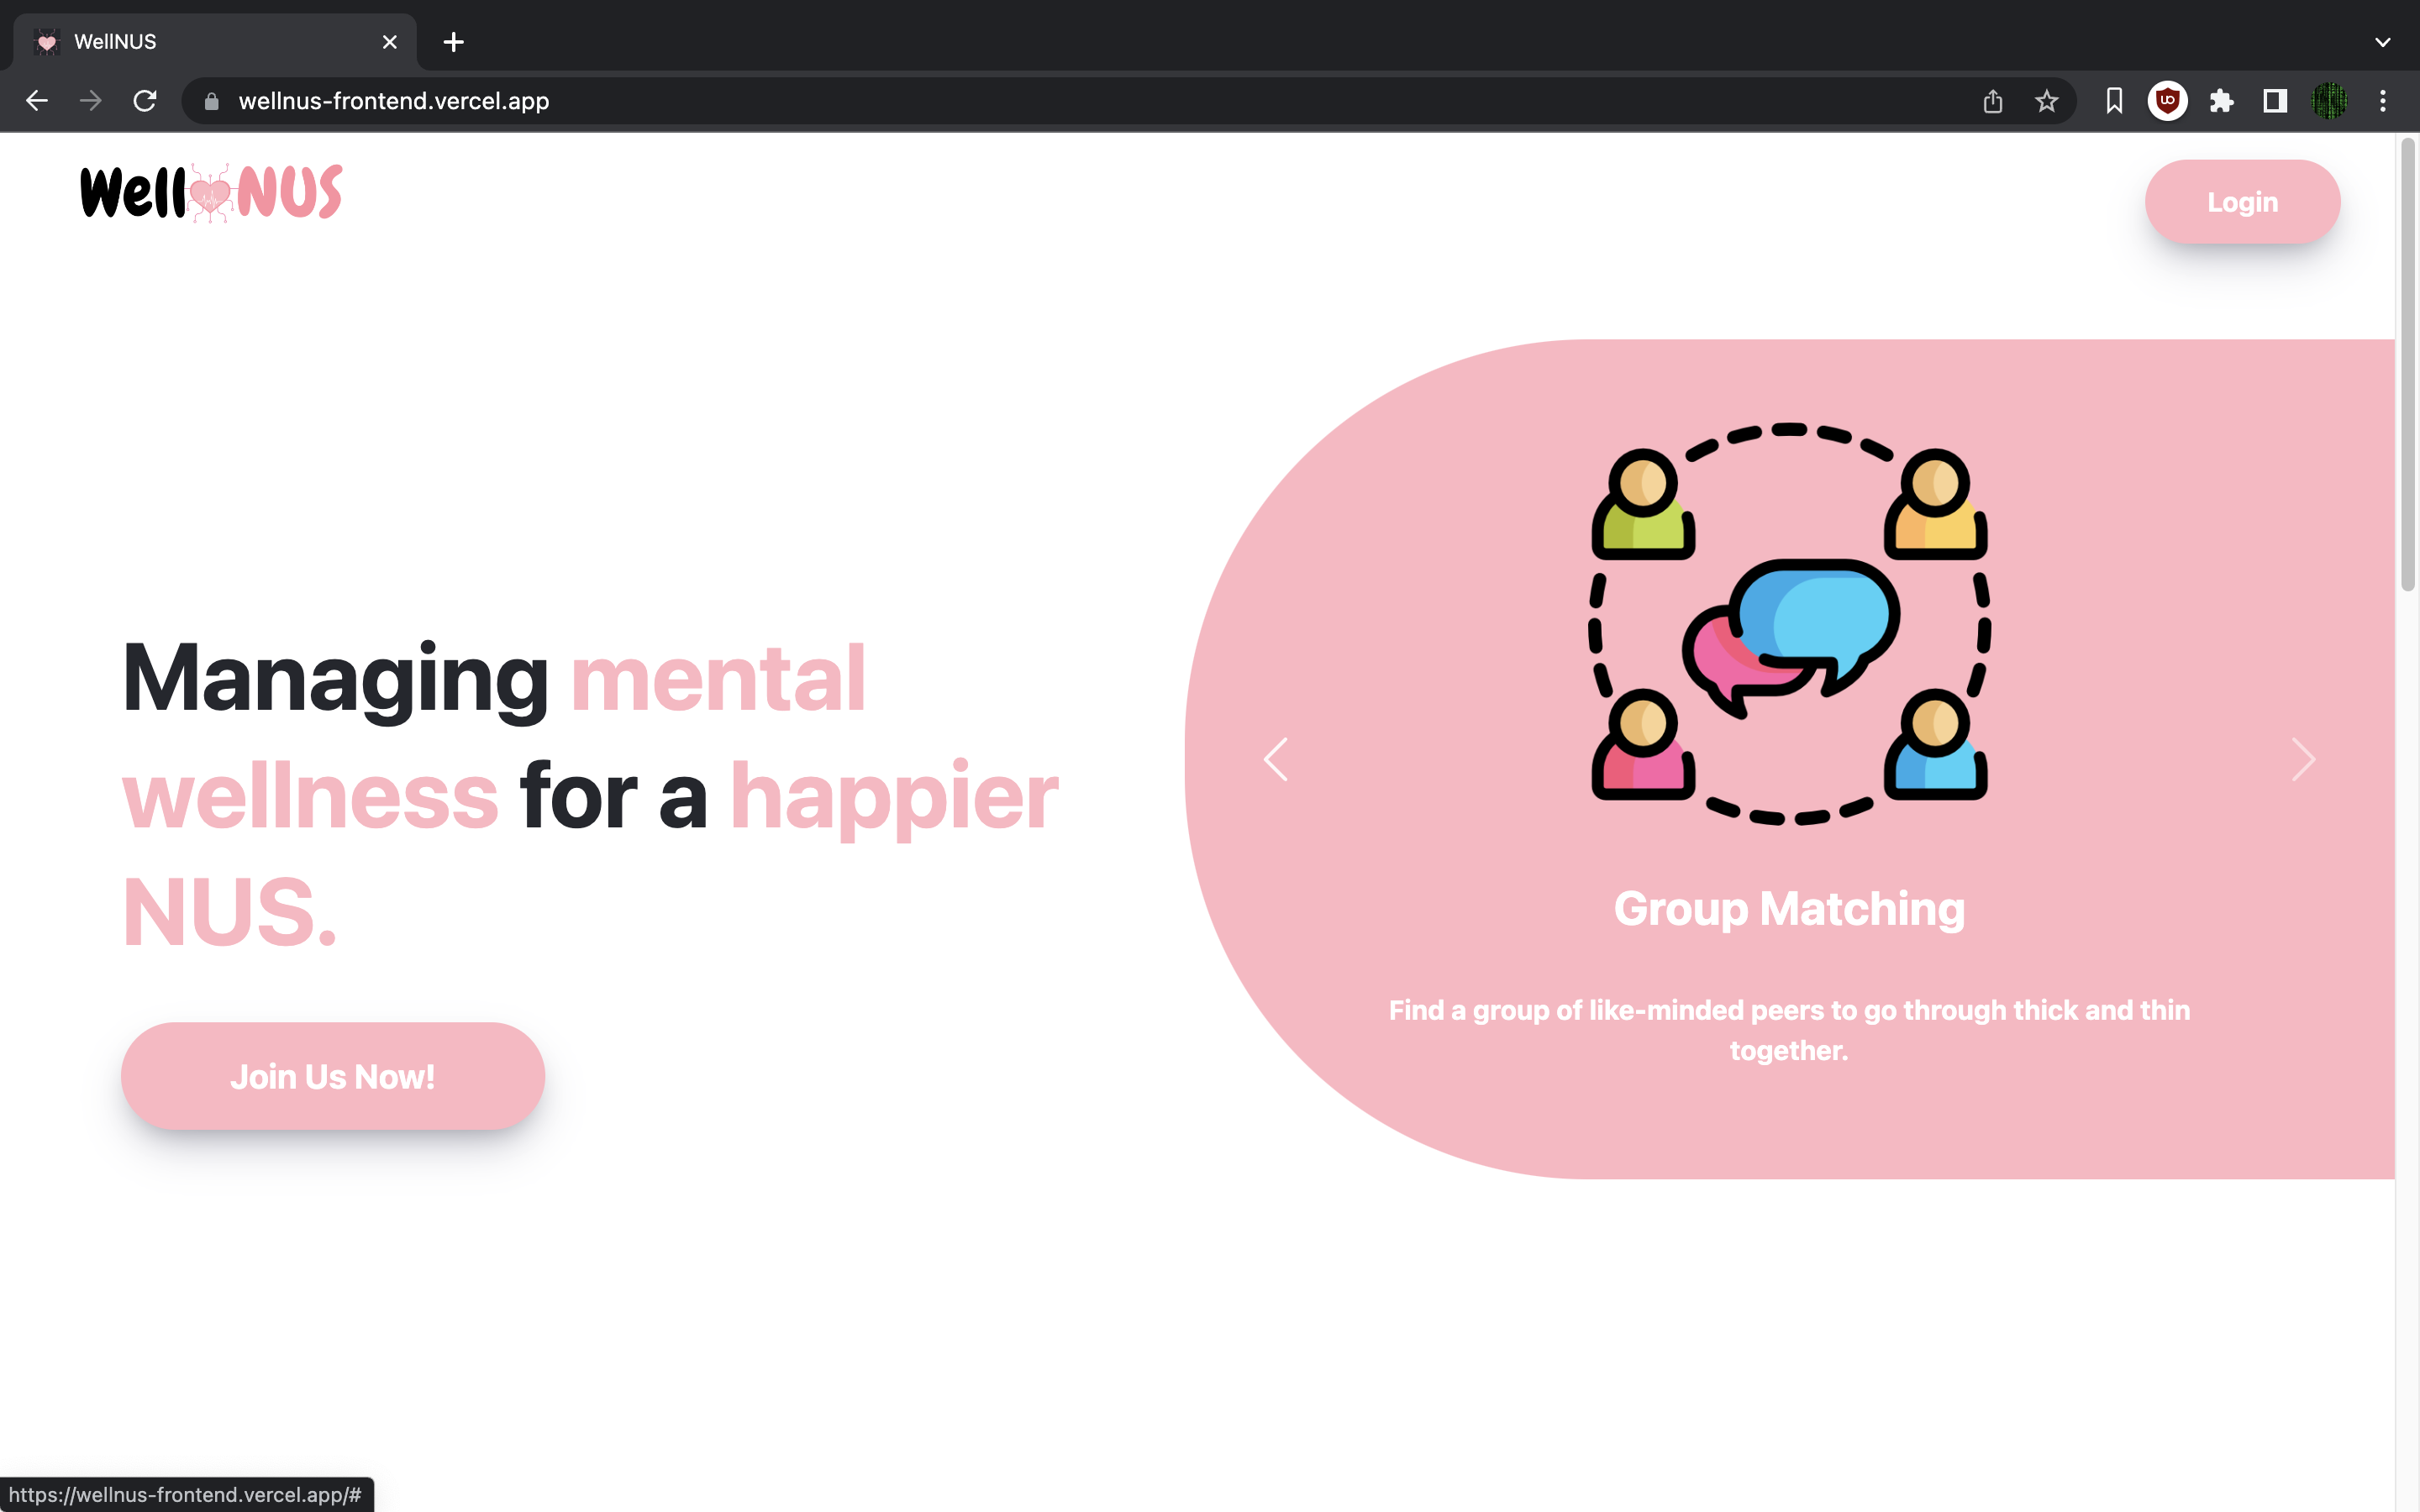 WellNUS
wellnus-frontend.vercel.app
WellNUS
Login
Managing mental
wellness for a happier
NUS.
Join Us Now!
Group Matching
Find a group of like-minded peers to go through thick and thin
together.
https://wellnus-frontend.vercel.app/#